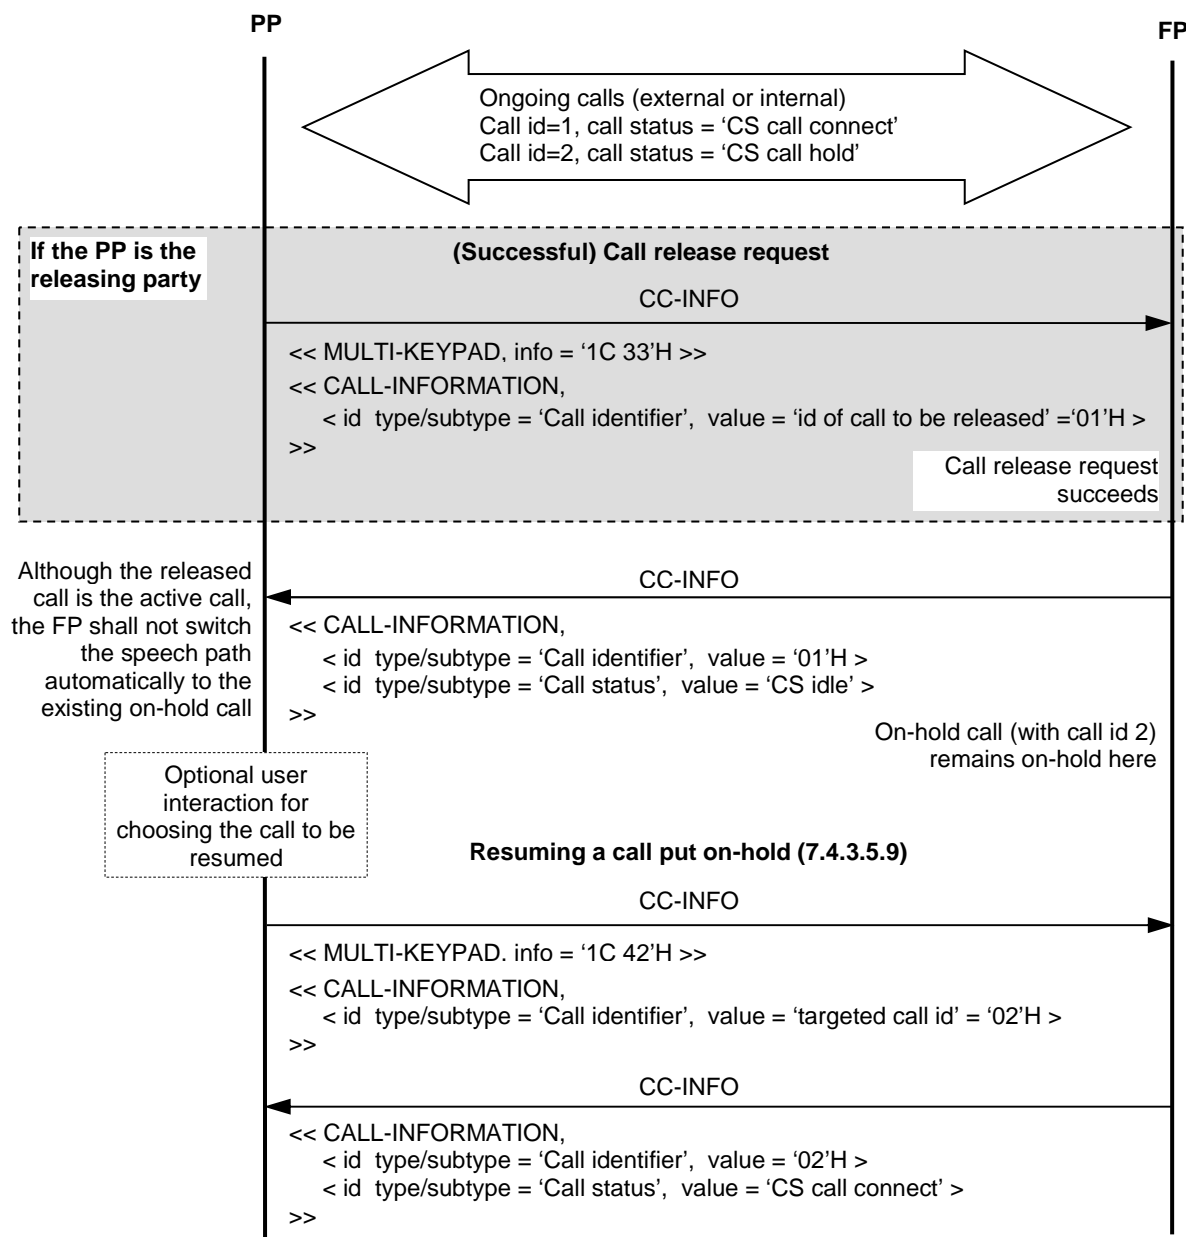 PP
FP
Ongoing calls (external or internal)
Call id=1, call status = ‘CS call connect’
Call id=2, call status = ‘CS call hold’
If the PP is the
releasing party
(Successful) Call release request
CC-INFO
<< MULTI-KEYPAD, info = ‘1C 33’H >>
<< CALL-INFORMATION,
< id type/subtype = ‘Call identifier’, value = ‘id of call to be released’ =‘01’H >
>>
Call release request
succeeds
Although the released
call is the active call,
the FP shall not switch
the speech path
automatically to the
existing on-hold call
CC-INFO
<< CALL-INFORMATION,
< id type/subtype = ‘Call identifier’, value = ‘01’H >
< id type/subtype = ‘Call status’, value = ‘CS idle’ >
>>
On-hold call (with call id 2)
remains on-hold here
Optional user
interaction for
choosing the call to be
resumed
Resuming a call put on-hold (7.4.3.5.9)
CC-INFO
<< MULTI-KEYPAD, info = ‘1C 42’H >>
<< CALL-INFORMATION,
< id type/subtype = ‘Call identifier’, value = ‘targeted call id’ = ‘02’H >
>>
CC-INFO
<< CALL-INFORMATION,
< id type/subtype = ‘Call identifier’, value = ‘02’H >
< id type/subtype = ‘Call status’, value = ‘CS call connect’ >
>>